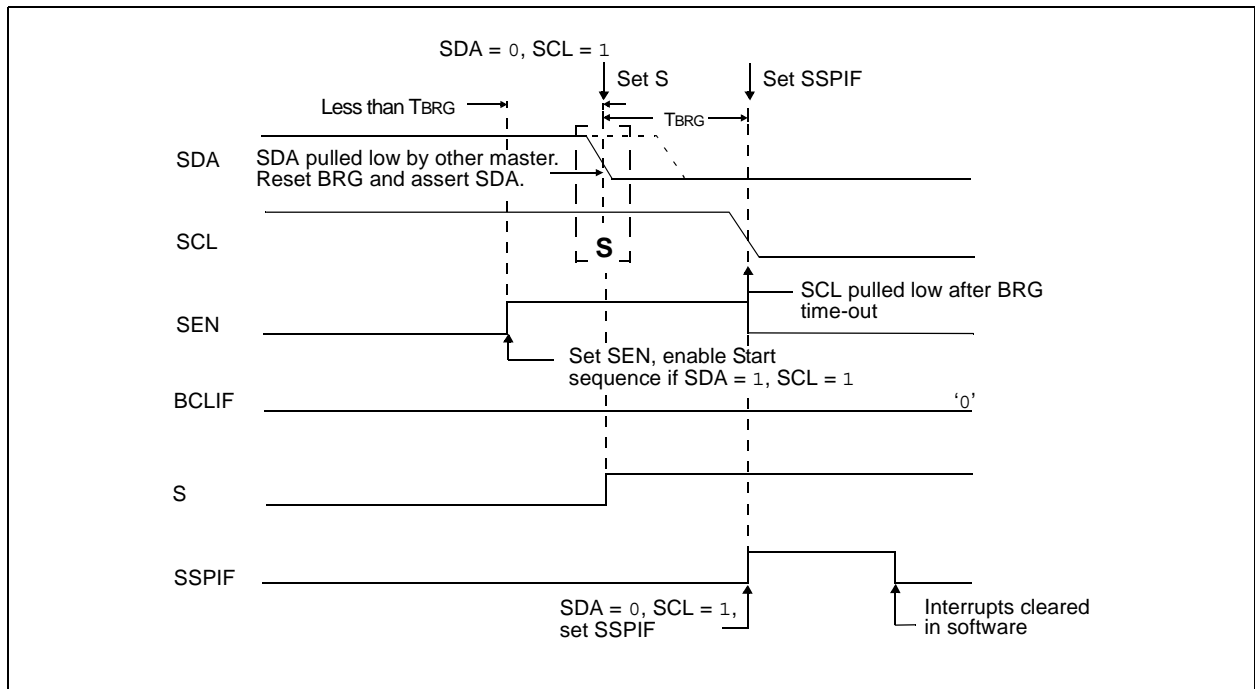 SDA = 0, SCL = 1
Set S
Set SSPIF
Less than TBRG
TBRG
SDA
SDA pulled low by other master.
Reset BRG and assert SDA.
SCL
S
SCL pulled low after BRG
time-out
SEN
Set SEN, enable Start
sequence if SDA = 1, SCL = 1
BCLIF
‘0’
S
SSPIF
SDA = 0, SCL = 1,
set SSPIF
Interrupts cleared
in software